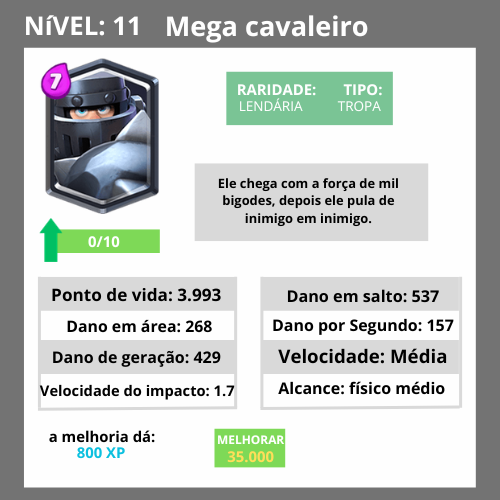 NíVEL: 11 Mega cavaleiro
7
RARIDADE: TIPO:
LENDÁRIA TROPA
Ele chega com a força de mil
bigodes, depois ele pula de
inimigo em inimigo.
0/10
Ponto de vida: 3.993
Dano em área: 268
Dano de geração: 429
Velocidade do impacto: 1.7
Dano em salto: 537
Dano por Segundo: 157
Velocidade: Média
Alcance: físico médio
a melhoria dá:
800 XP
MELHORAR
35.000